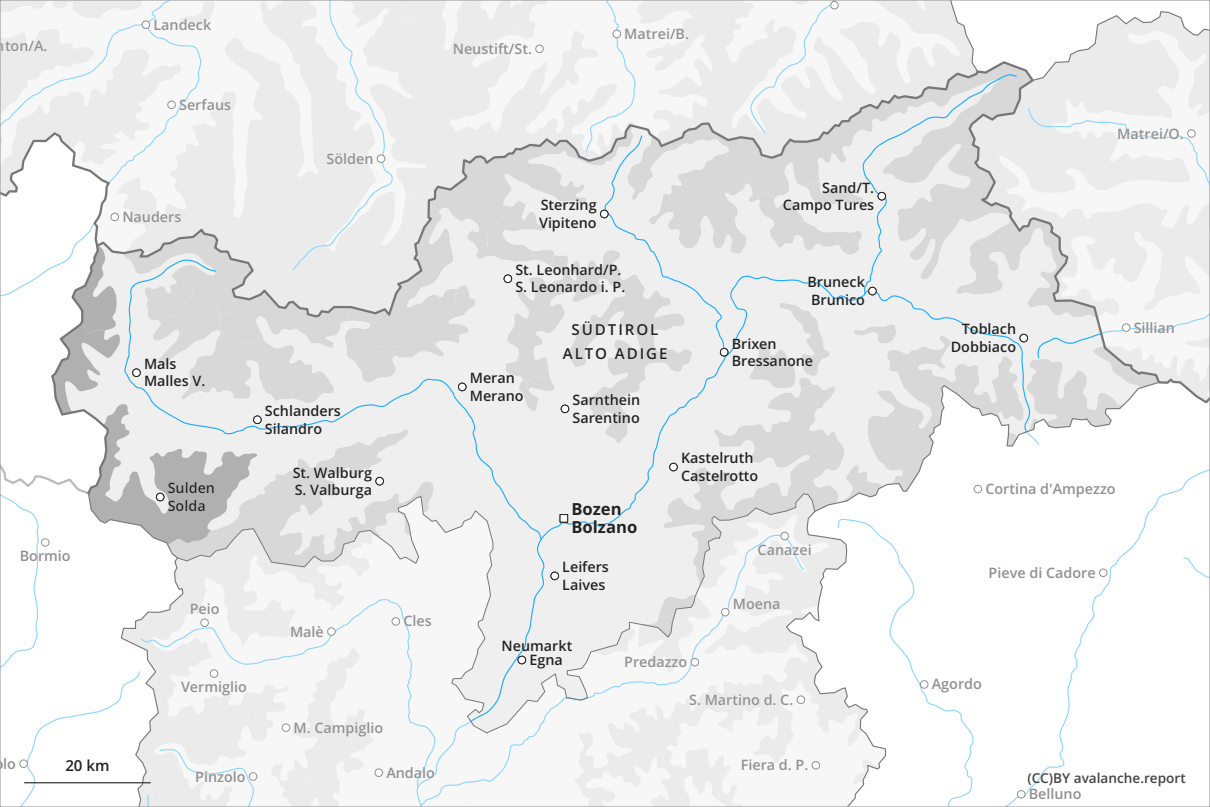 Landeck
Matrei/B.
nton/A.
Neustift/St.
Serfaus
Matrei/O.
Sölden
Sand/T.
Campo Tures
Nauders
Sterzing
Vipiteno
St. Leonhard/P.
S. Leonardo i. P.
Bruneck
Brunico
SÜDTIROL
ALTO ADIGE
Toblach
Dobbiaco
Sillian
Brixen
Bressanone
Mals
Malles V.
Meran
Merano
Sarnthein
Sarentino
Schlanders
Silandro
Kastelruth
Castelrotto
St. Walburg
S. Valburga
Sulden
Solda
Cortina d'Ampezzo
Bozen
Bolzano
Bormio
Canazei
Leifers
Laives
Pieve di Cadore
Peio
Moena
Cles
Malè
Neumarkt
Egna
Predazzo
Vermiglio
Agordo
S. Martino d. C.
M. Campiglio
20 km
olo
Pinzolo
Andalo
Fiera d. P.
(CC)BY avalanche.report
Belluno